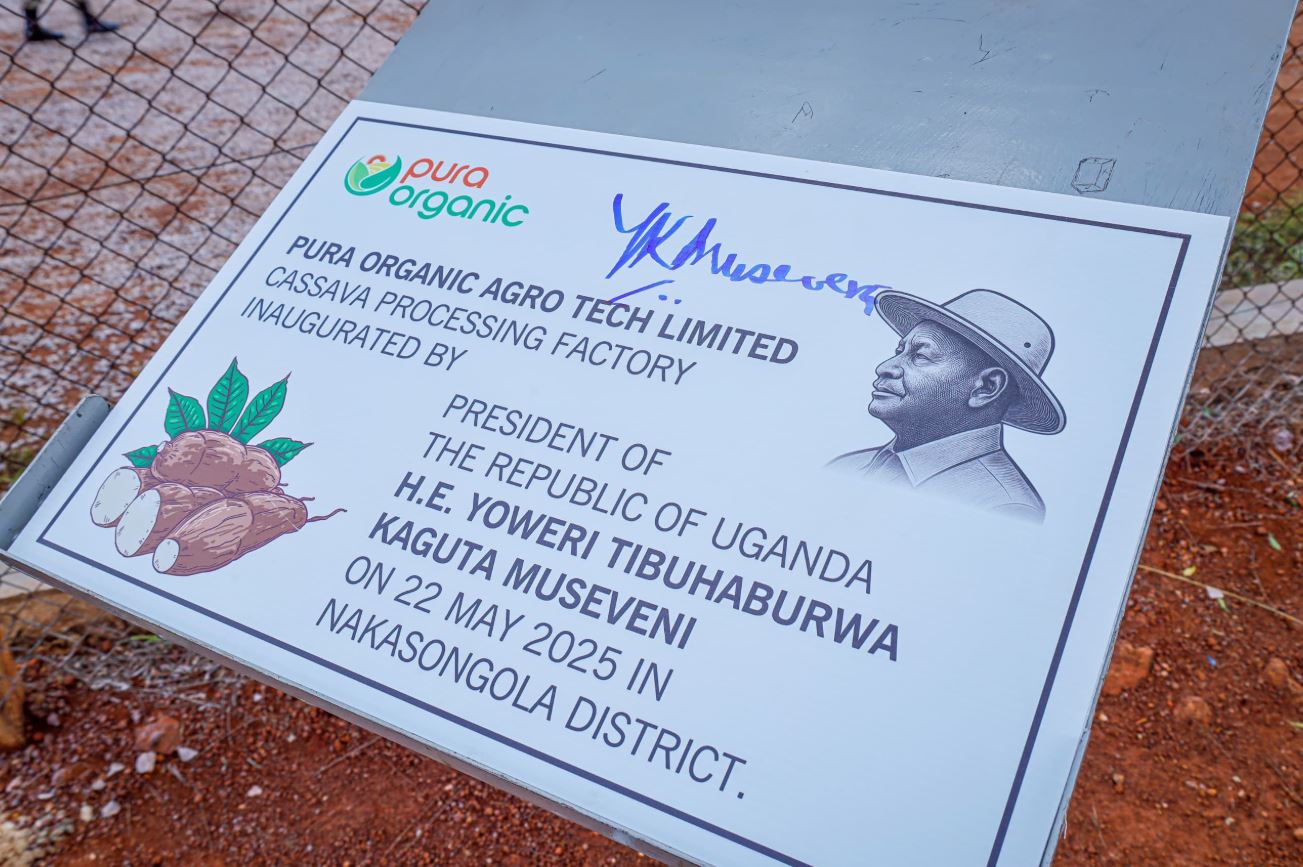 pura
organic
YKMuseveni
PURA ORGANIC AGRO TECH LIMITED
CASSAVA PROCESSING FACTORY
INAUGURATED BY
PRESIDENT OF
THE REPUBLIC OF UGANDA
H.E. YOWERI TIBUHABURWA
KAGUTA MUSEVENI
ON 22 MAY 2025 IN
NAKASONGOLA DISTRICT.